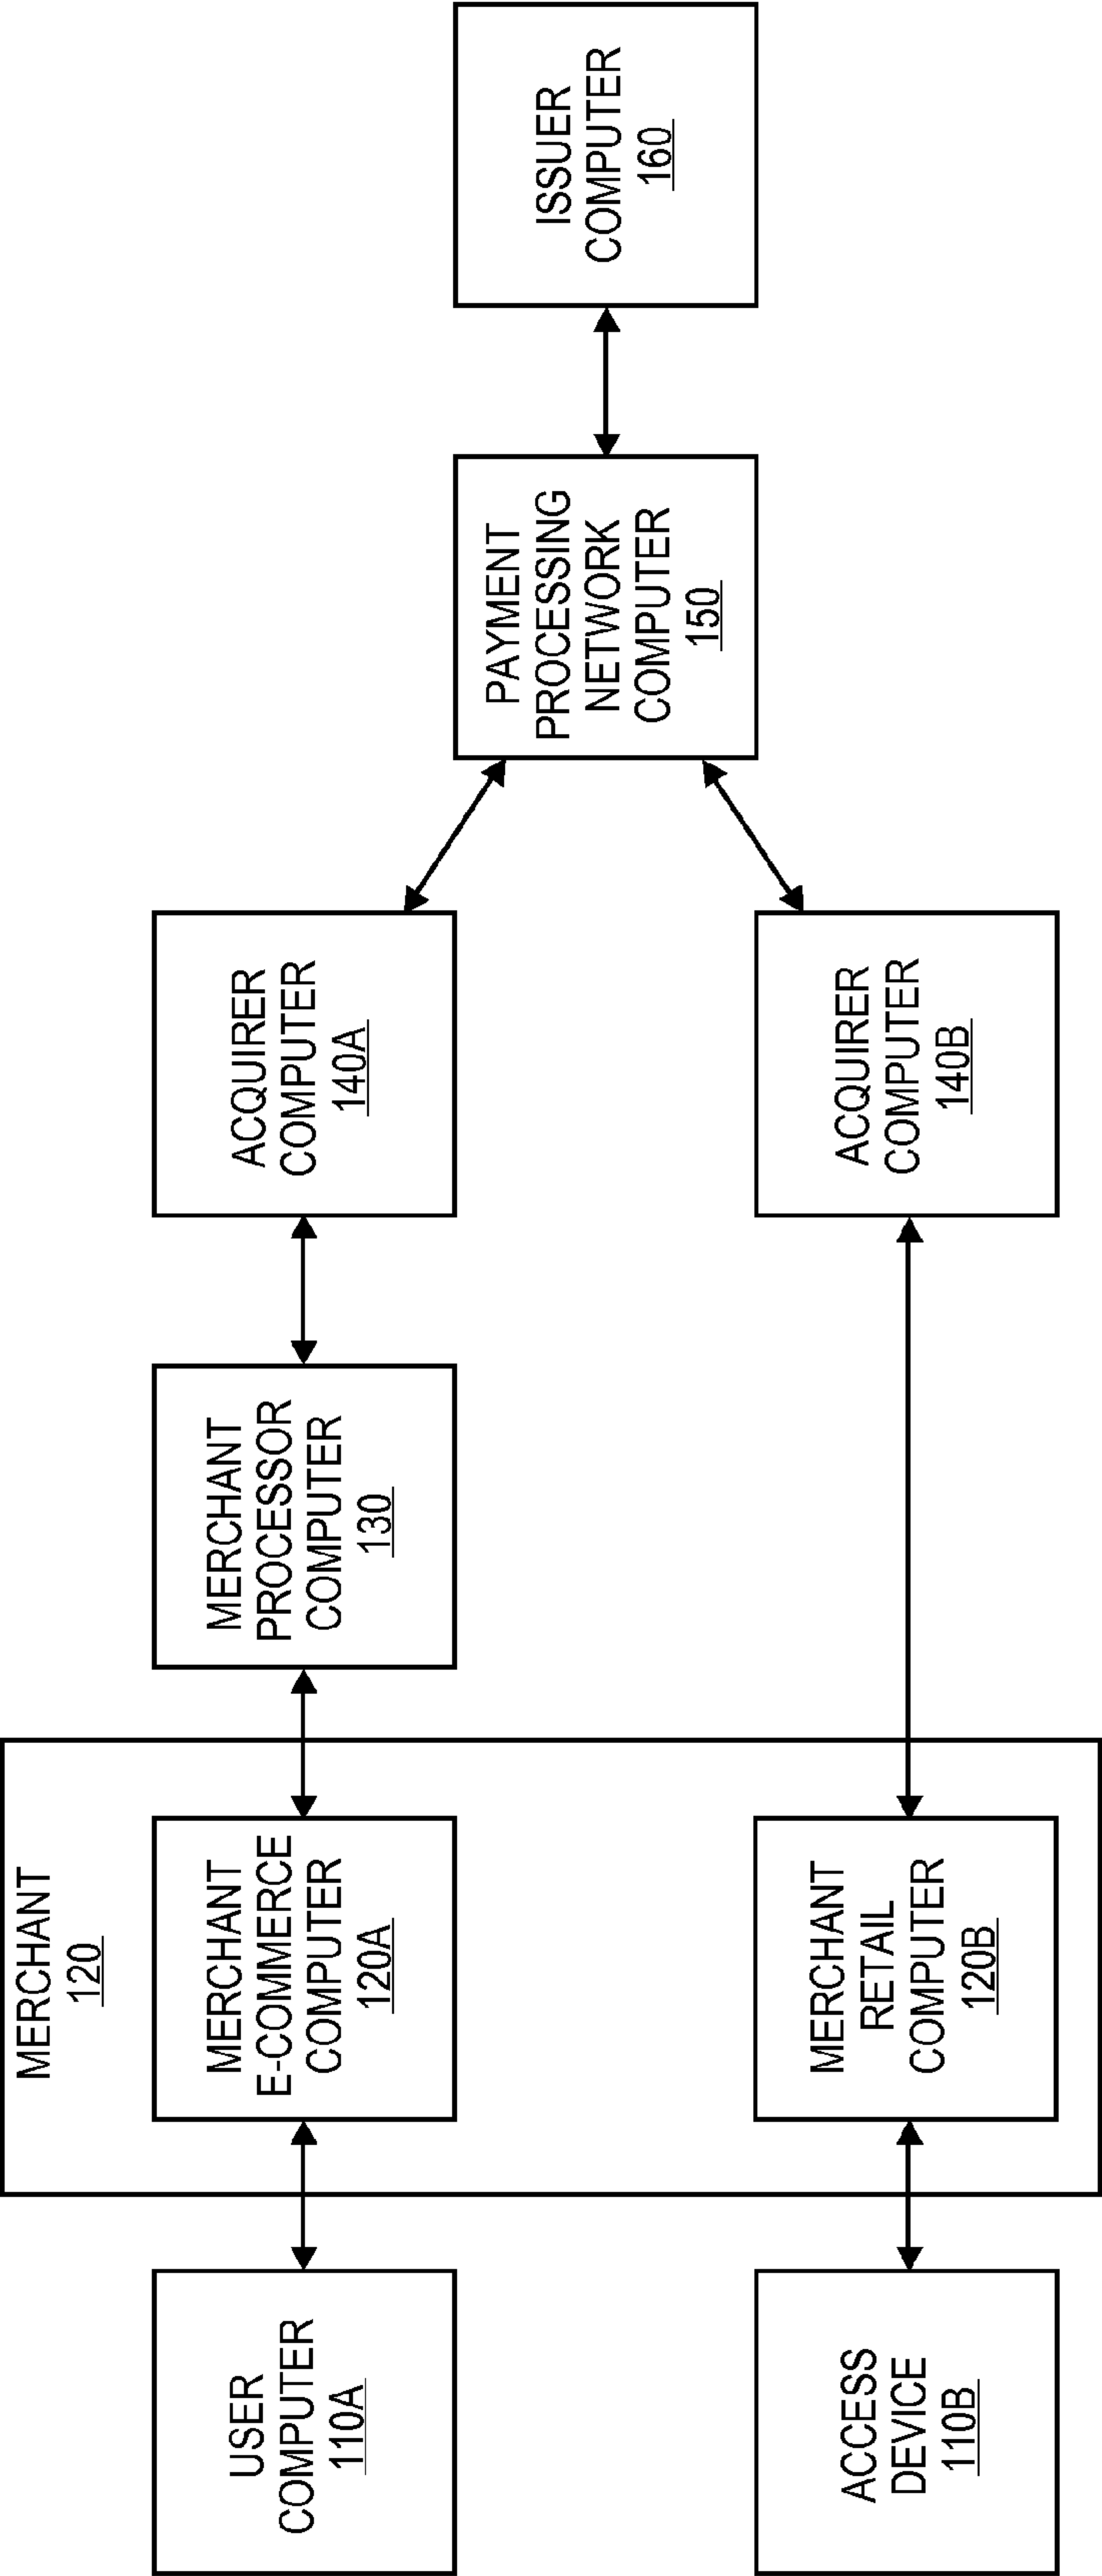 MERCHANT
120
USER
COMPUTER
110A
MERCHANT
E-COMMERCE
COMPUTER
120A
MERCHANT
PROCESSOR
COMPUTER
130
ACQUIRER
COMPUTER
140A
PAYMENT
PROCESSING
NETWORK
COMPUTER
150
ISSUER
COMPUTER
160
ACCESS
DEVICE
110B
MERCHANT
RETAIL
COMPUTER
120B
ACQUIRER
COMPUTER
140B